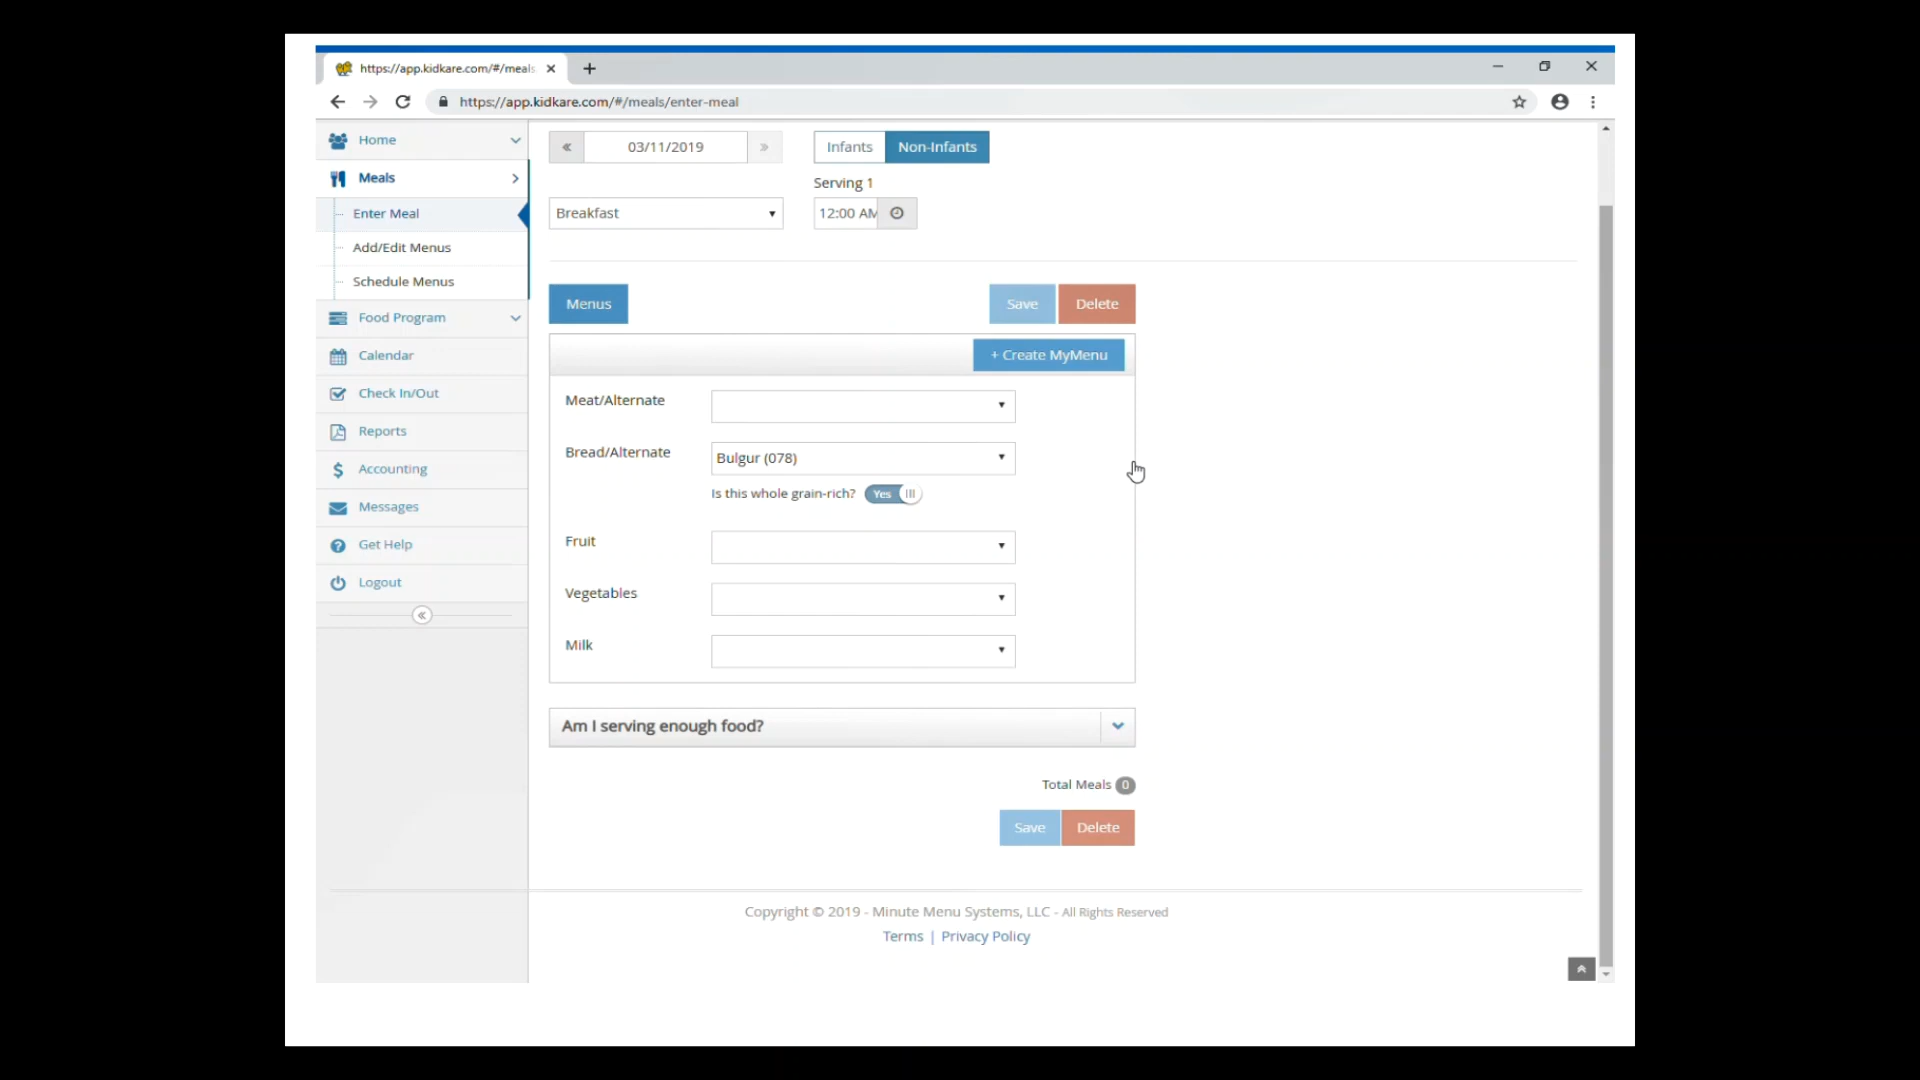 https://app.kidkare.com/#/meals
https://app.kidkare.com/#/meals/enter-meal
Home
Meals
Enter Meal
Add/Edit Menus
Schedule Menus
Food Program
Calendar
Check In/Out
Reports
Accounting
Messages
Get Help
Logout
03/11/2019
Infants Non-Infants
Serving 1
Breakfast
12:00 AM
Menus
Save Delete
+ Create MyMenu
Meat/Alternate
Bread/Alternate
Bulgur (078)
Is this whole grain-rich? Yes
Fruit
Vegetables
Milk
Am I serving enough food?
Total Meals 0
Save Delete
Copyright © 2019 - Minute Menu Systems, LLC - All Rights Reserved
Terms | Privacy Policy